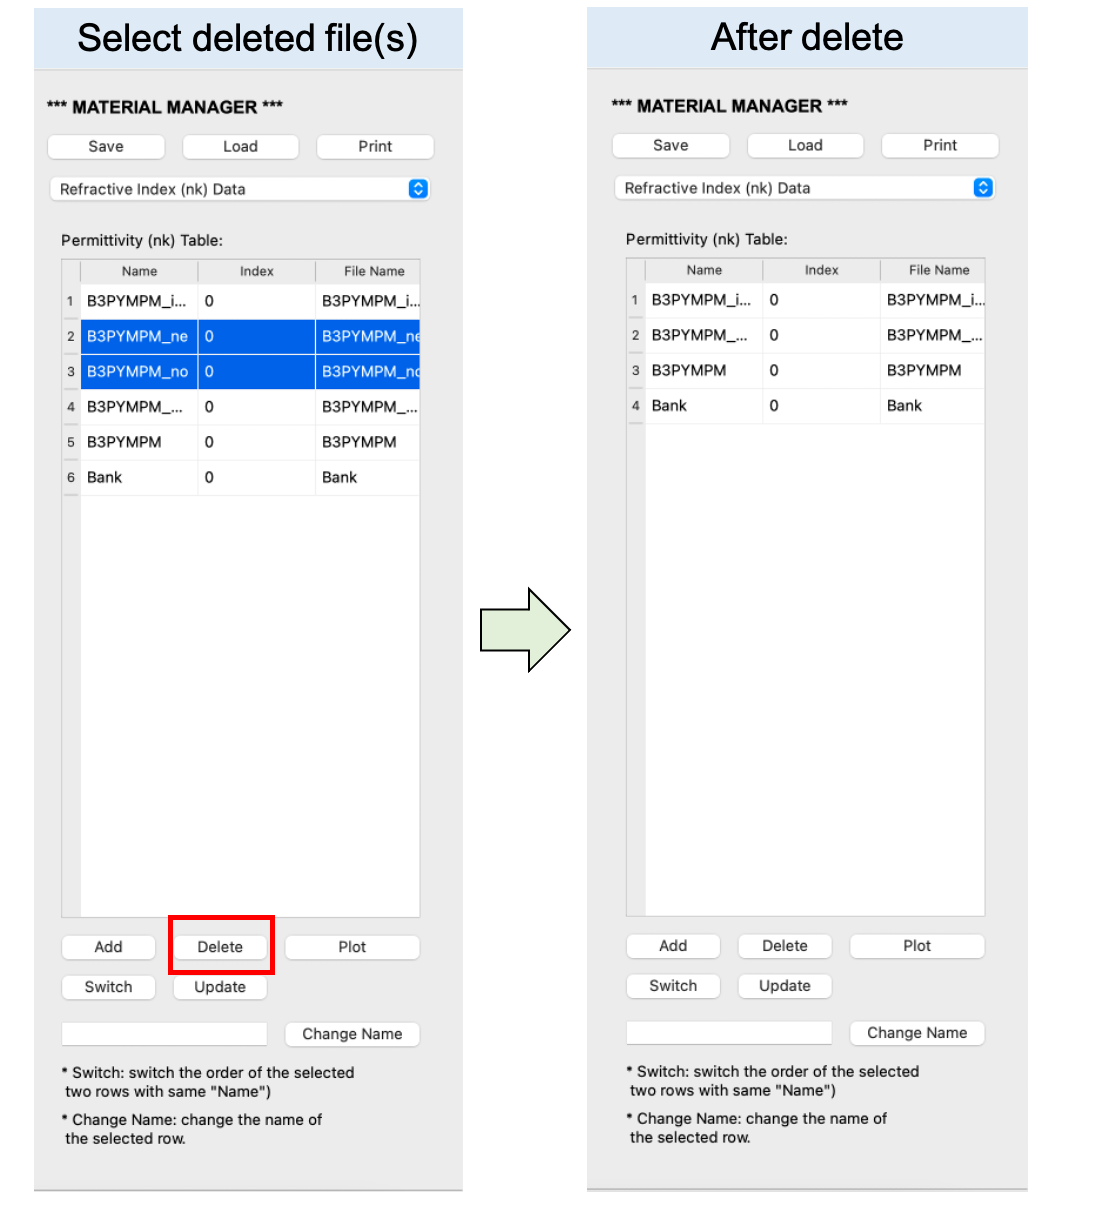 Select deleted file(s)
*** MATERIAL MANAGER ***
Save Load Print
Refractive Index (nk) Data
Permittivity (nk) Table:
Name Index File Name
1 B3PYMPM_i... 0 B3PYMPM_i...
2 B3PYMPM_ne 0 B3PYMPM_ne
3 B3PYMPM_no 0 B3PYMPM_no
4 B3PYMPM_... 0 B3PYMPM_...
5 B3PYMPM 0 B3PYMPM
6 Bank 0 Bank
Add Delete Plot
Switch Update
Change Name
* Switch: switch the order of the selected
two rows with same "Name")
* Change Name: change the name of
the selected row.
After delete
*** MATERIAL MANAGER ***
Save Load Print
Refractive Index (nk) Data
Permittivity (nk) Table:
Name Index File Name
1 B3PYMPM_i... 0 B3PYMPM_i...
2 B3PYMPM_... 0 B3PYMPM_...
3 B3PYMPM 0 B3PYMPM
4 Bank 0 Bank
Add Delete Plot
Switch Update
Change Name
* Switch: switch the order of the selected
two rows with same "Name")
* Change Name: change the name of
the selected row.